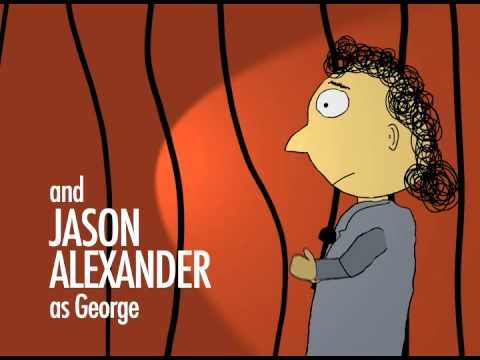 and
JASON
ALEXANDER
as George